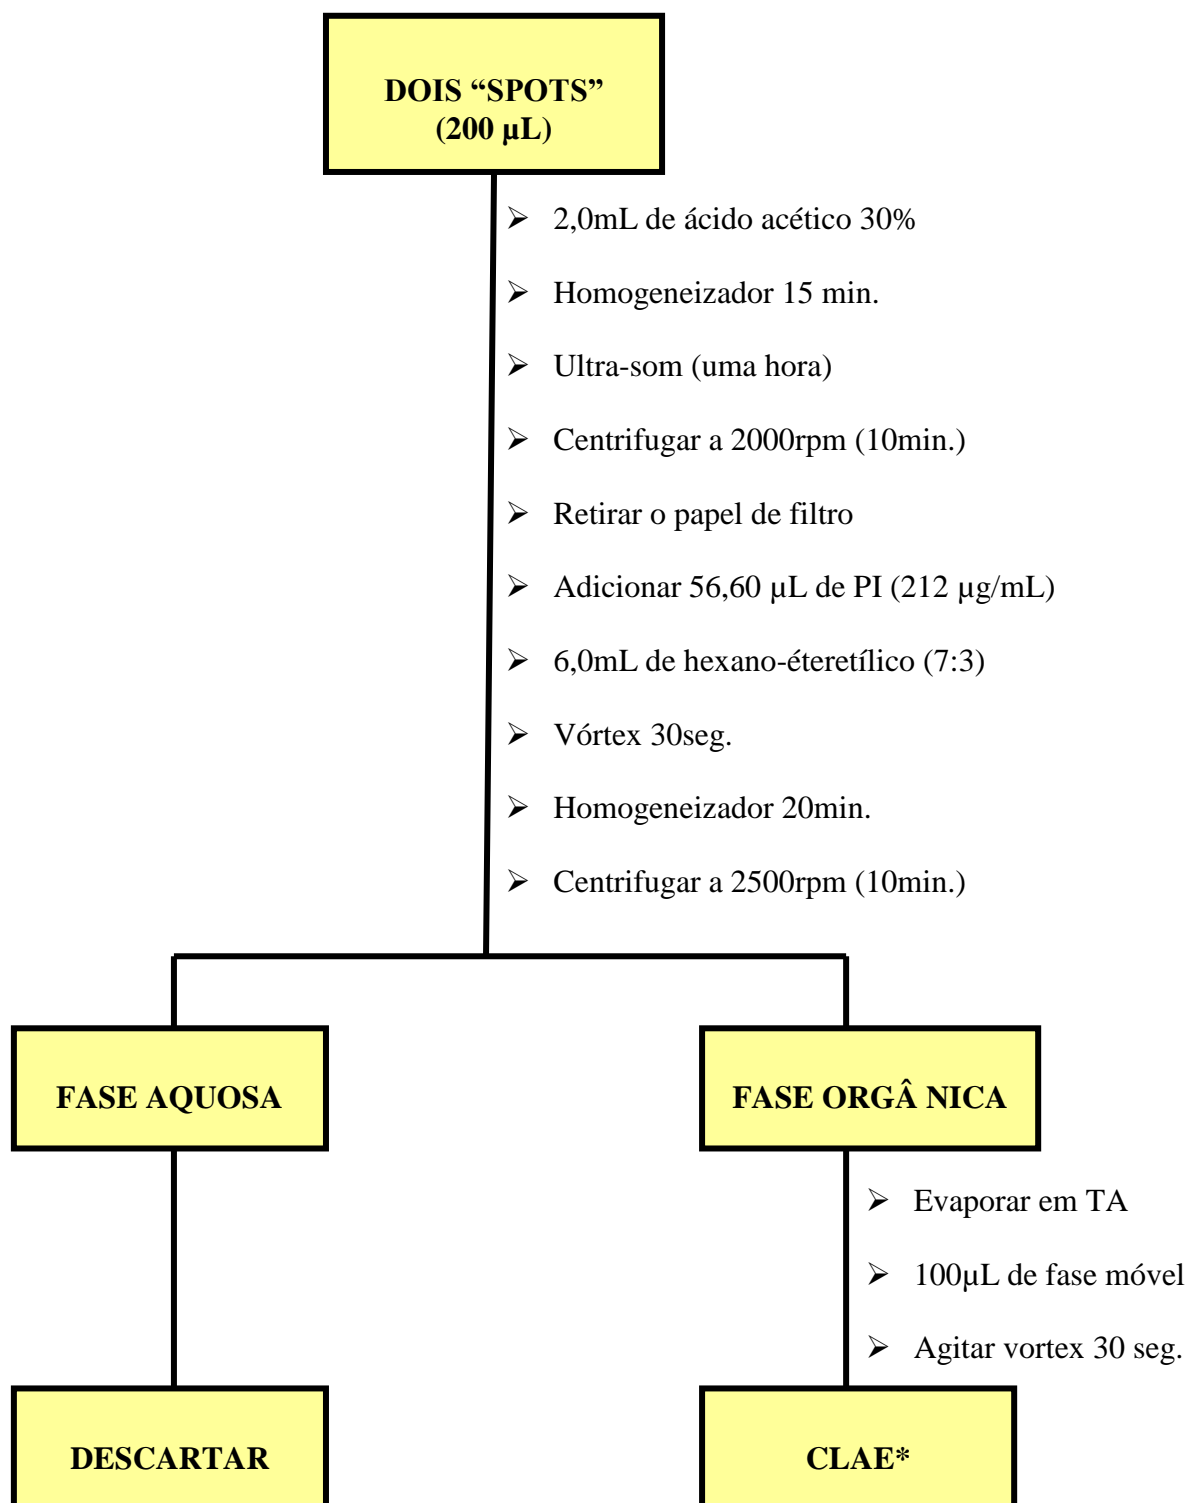 DOIS “SPOTS”
(200 µL)
➢ 2,0mL de ácido acético 30%
➢ Homogeneizador 15 min.
➢ Ultra-som (uma hora)
➢ Centrifugar a 2000rpm (10min.)
➢ Retirar o papel de filtro
➢ Adicionar 56,60 µL de PI (212 µg/mL)
➢ 6,0mL de hexano-éteretílico (7:3)
➢ Vórtex 30seg.
➢ Homogeneizador 20min.
➢ Centrifugar a 2500rpm (10min.)
FASE AQUOSA
FASE ORGÂ NICA
➢ Evaporar em TA
➢ 100µL de fase móvel
➢ Agitar vortex 30 seg.
DESCARTAR
CLAE*